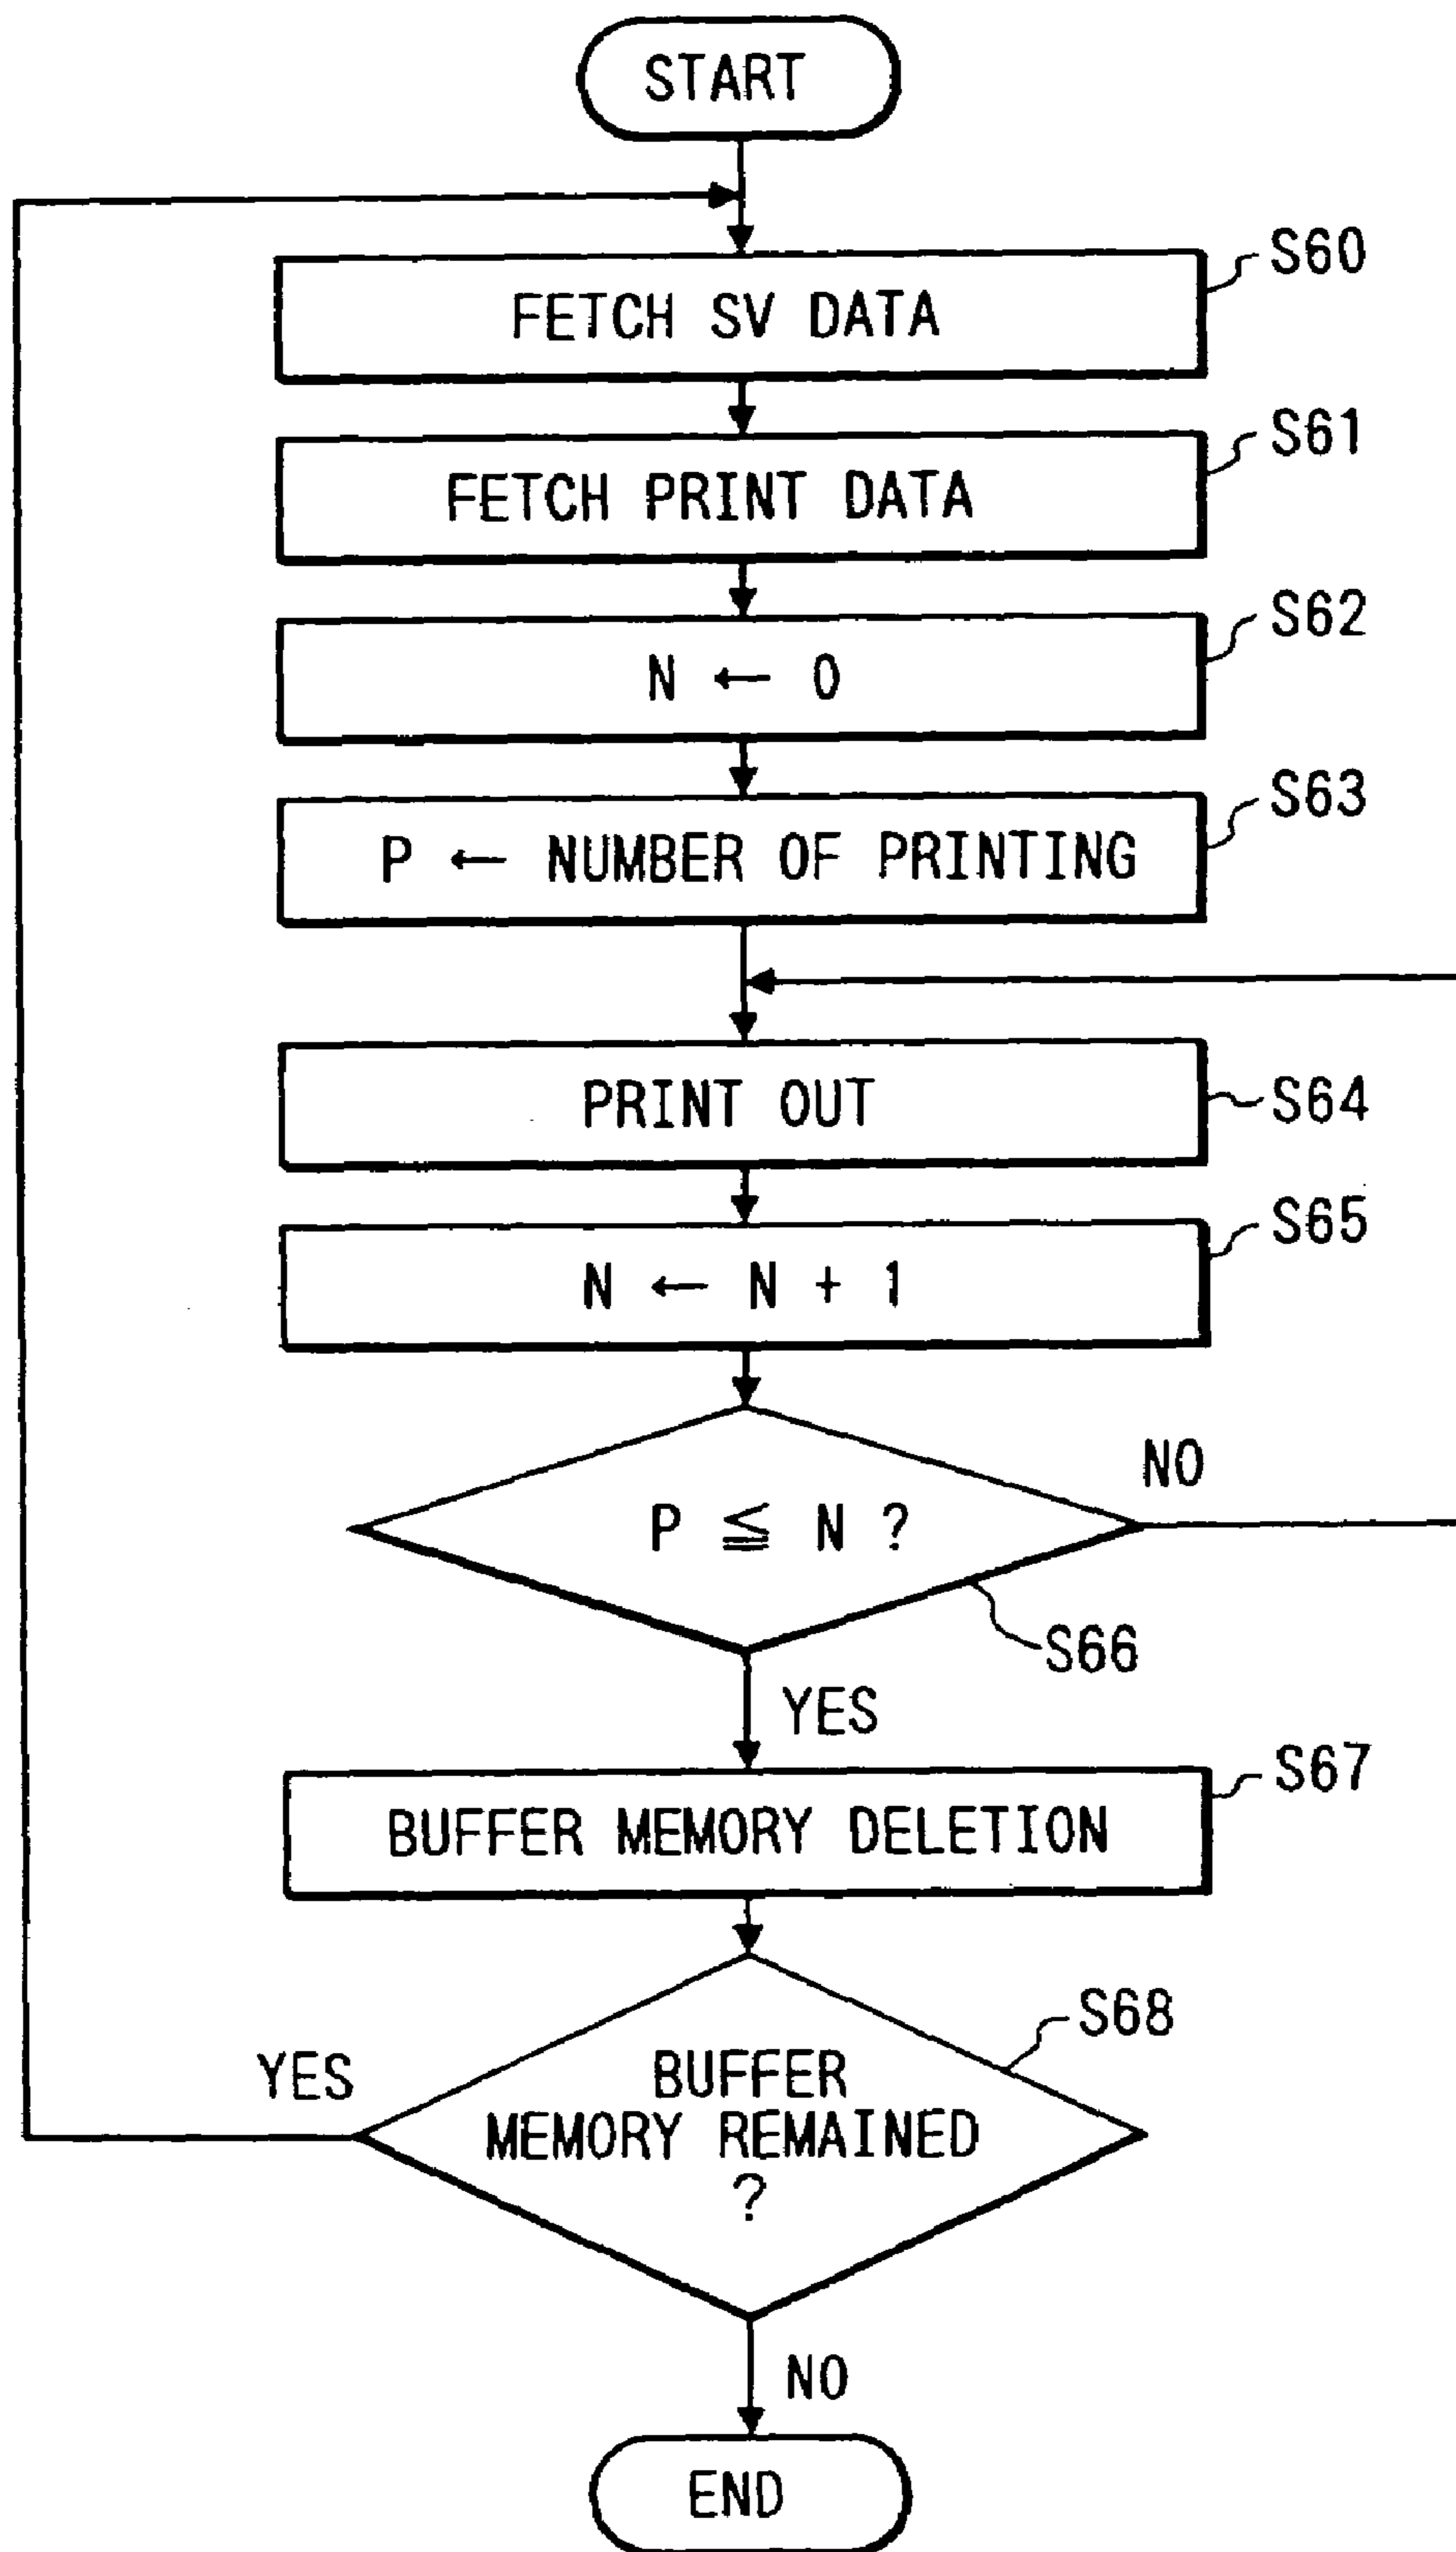 START
S60
FETCH SV DATA
S61
FETCH PRINT DATA
S62
N ← 0
S63
P ← NUMBER OF PRINTING
PRINT OUT
S64
S65
N ← N + 1
NO
P ≦ N ?
S66
YES
S67
BUFFER MEMORY DELETION
S68
YES
BUFFER
MEMORY REMAINED
?
NO
END